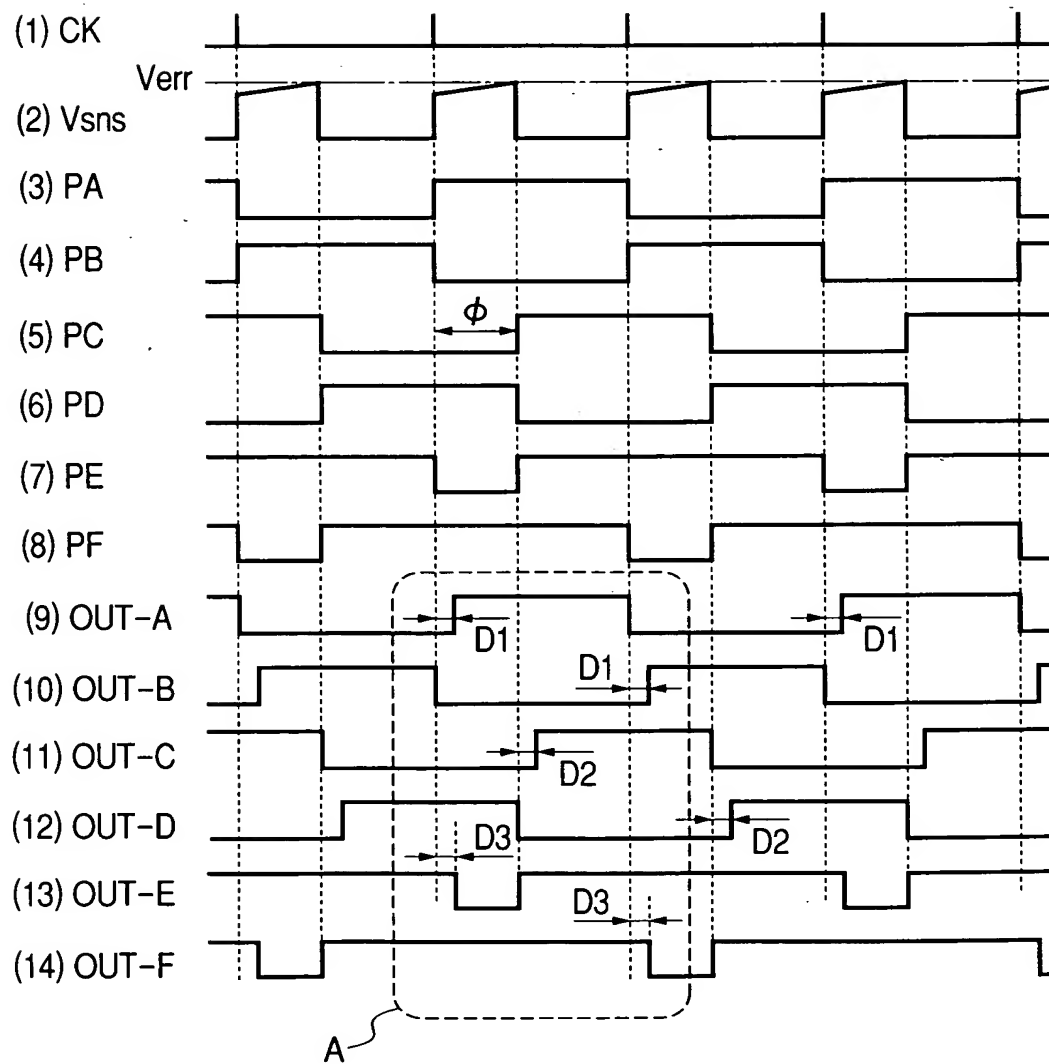 (1) CK
Verr
(2) Vsns
(3) PA
(4) PB
(5) PC
ϕ
(6) PD
(7) PE
(8) PF
(9) OUT-A
D1
D1
(10) OUT-B
D1
(11) OUT-C
D2
(12) OUT-D
D3
D2
(13) OUT-E
D3
(14) OUT-F
A